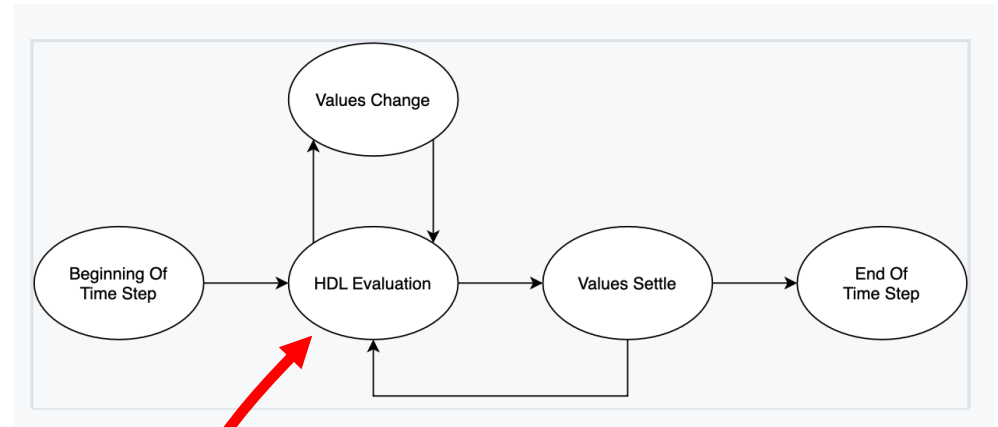 Values Change
Beginning Of
Time Step
HDL Evaluation
Values Settle
End Of
Time Step